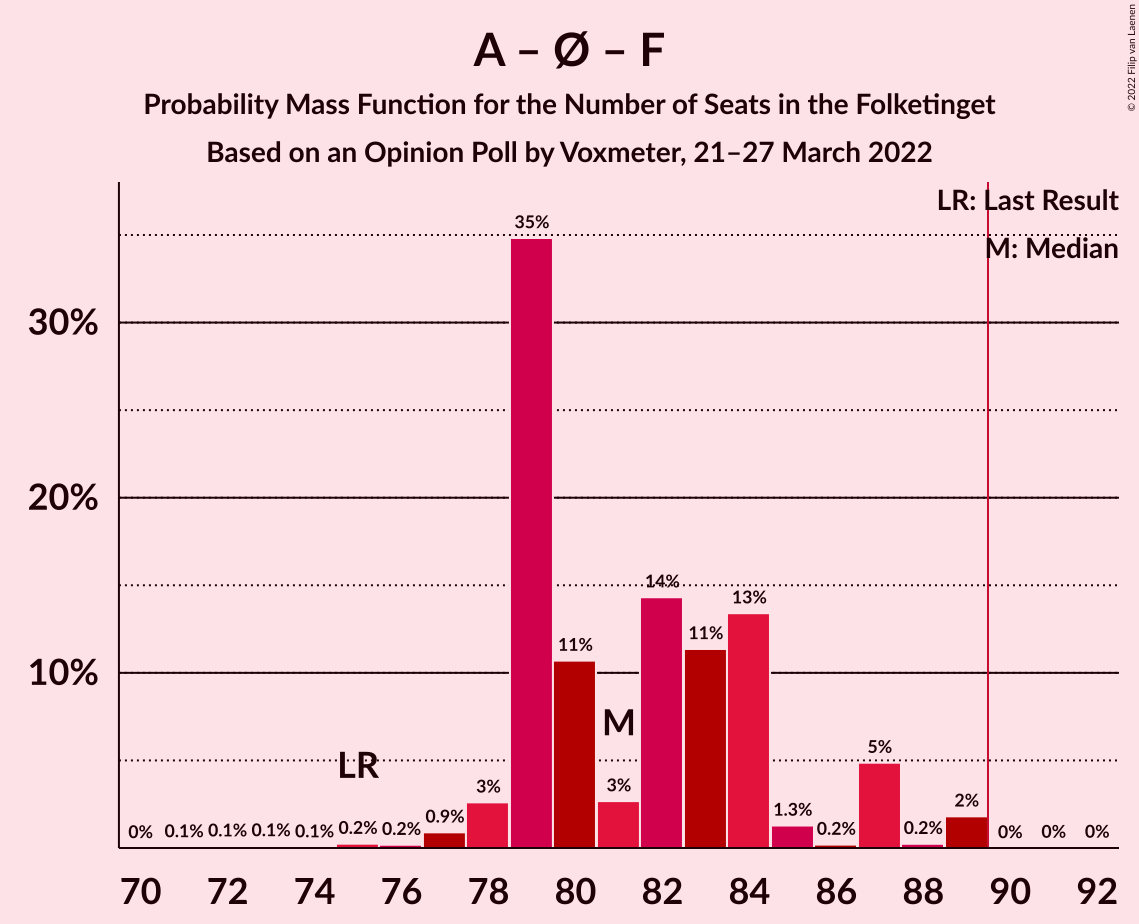 A – Ø – F
Probability Mass Function for the Number of Seats in the Folketinget
Based on an Opinion Poll by Voxmeter, 21–27 March 2022
© 2022 Filip van Laenen
LR: Last Result
M: Median
30%
20%
10%
0%
0.1%
0.1%
0.1%
0.1%
0.2%
0.2%
0.9%
3%
35%
11%
3%
14%
11%
13%
1.3%
0.2%
5%
0.2%
2%
0%
0%
0%
LR
M
70 72 74 76 78 80 82 84 86 88 90 92